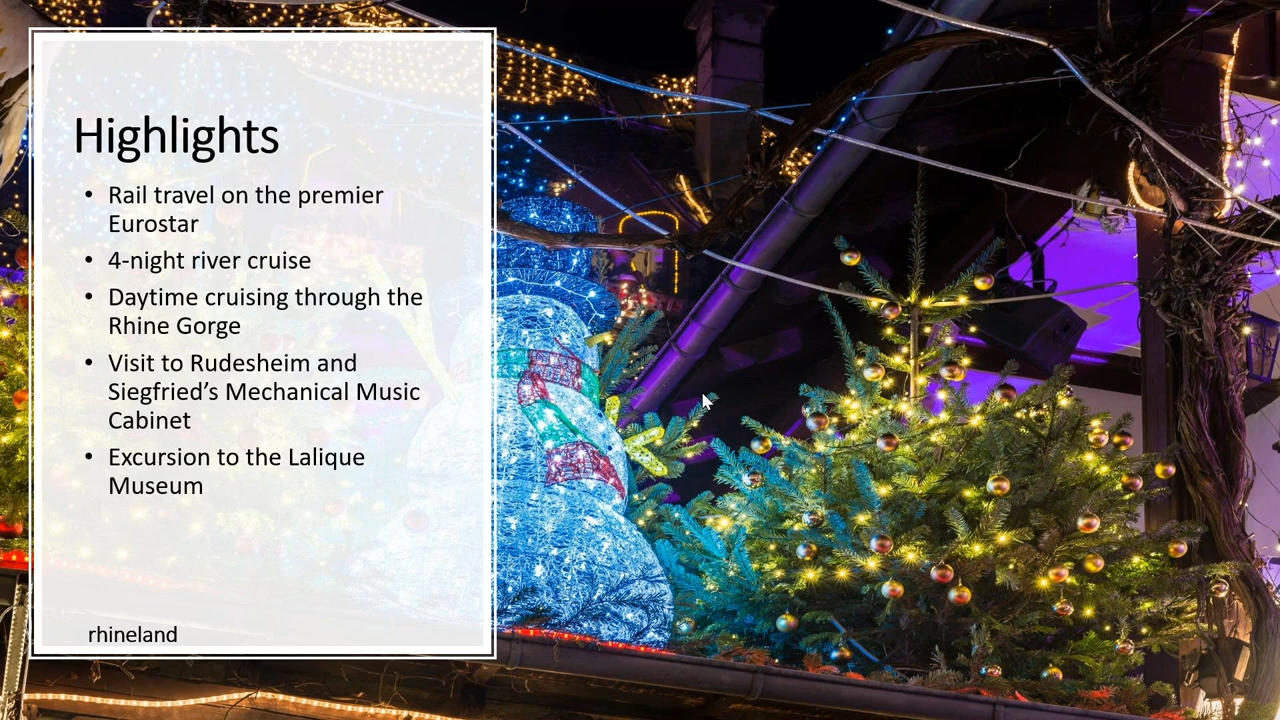 Highlights
• Rail travel on the premier
Eurostar
• 4-night river cruise
• Daytime cruising through the
Rhine Gorge
• Visit to Rudesheim and
Siegfried’s Mechanical Music
Cabinet
• Excursion to the Lalique
Museum
rhineland